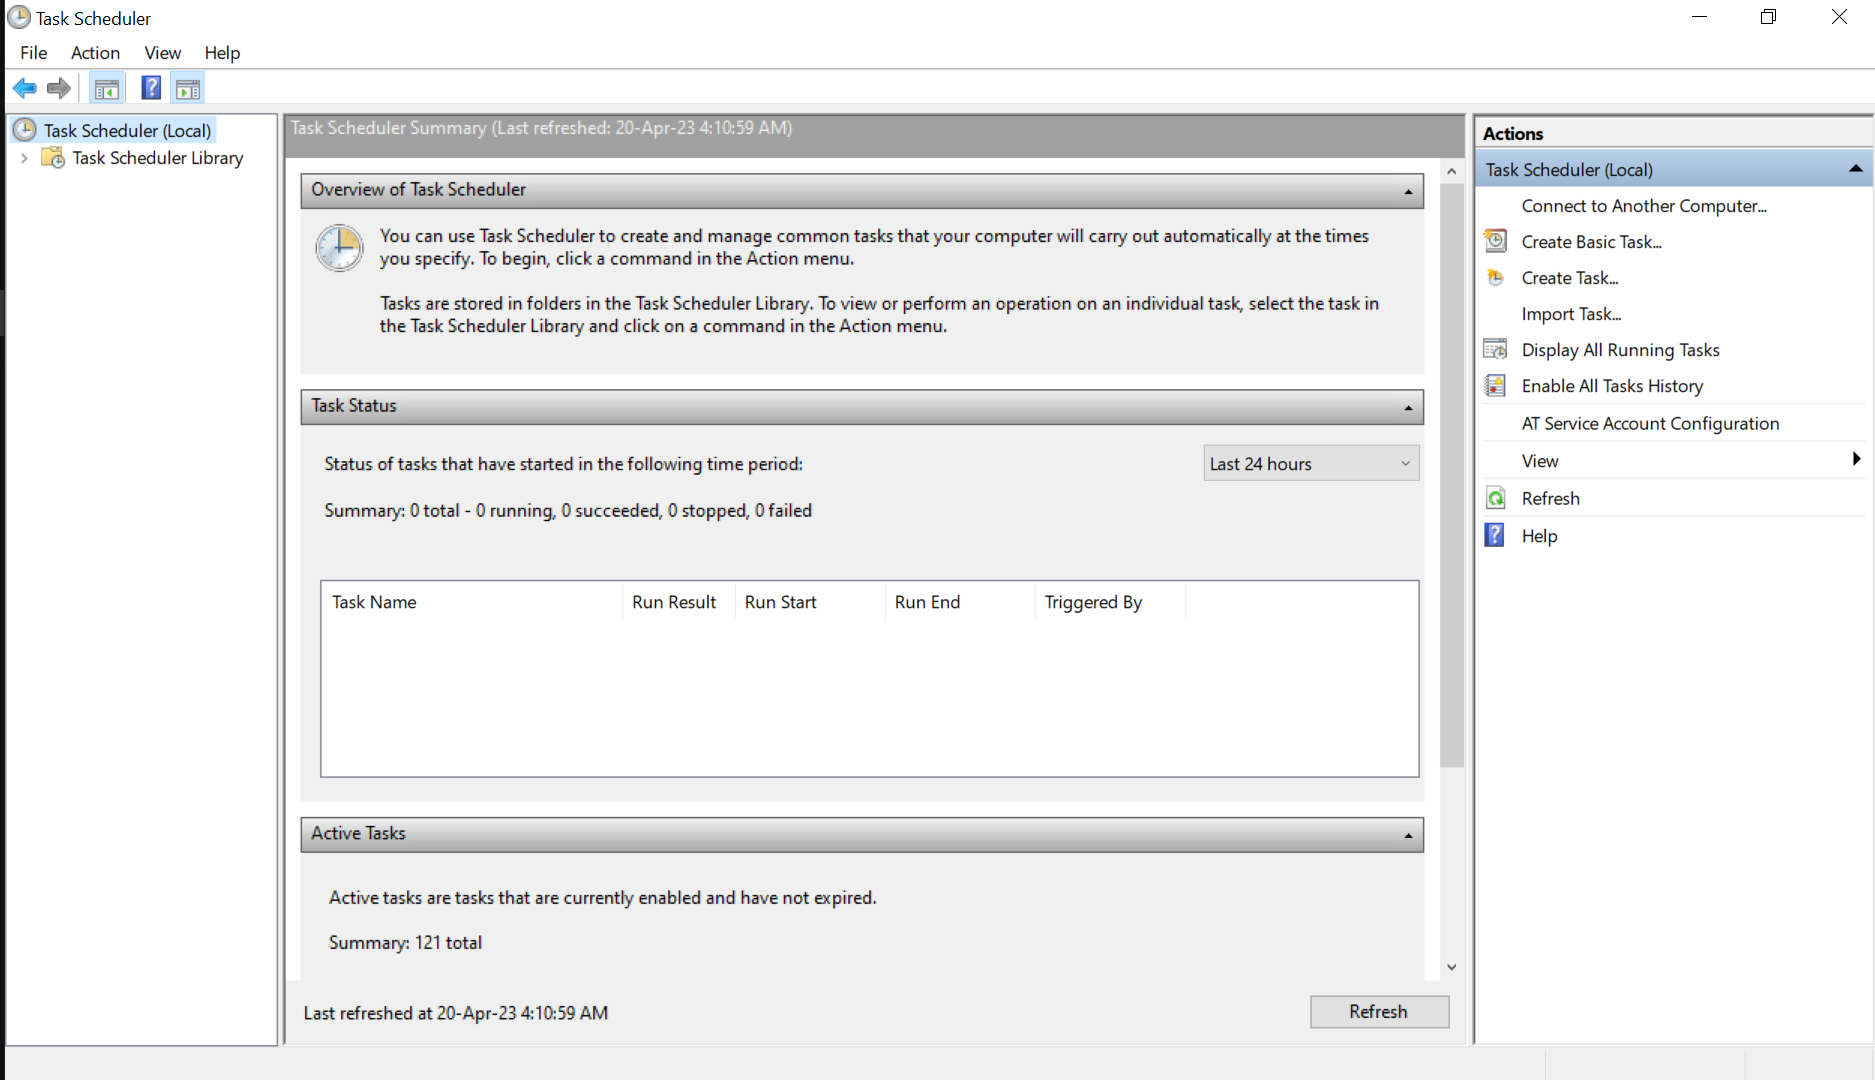 Task Scheduler
File Action View Help
Task Scheduler (Local)
Task Scheduler Library
Task Scheduler Summary (Last refreshed: 20-Apr-23 4:10:59 AM)
Overview of Task Scheduler
You can use Task Scheduler to create and manage common tasks that your computer will carry out automatically at the times
you specify. To begin, click a command in the Action menu.
Tasks are stored in folders in the Task Scheduler Library. To view or perform an operation on an individual task, select the task in
the Task Scheduler Library and click on a command in the Action menu.
Task Status
Status of tasks that have started in the following time period:
Last 24 hours
Summary: 0 total - 0 running, 0 succeeded, 0 stopped, 0 failed
Task Name Run Result Run Start Run End Triggered By
Active Tasks
Active tasks are tasks that are currently enabled and have not expired.
Summary: 121 total
Last refreshed at 20-Apr-23 4:10:59 AM
Refresh
Actions
Task Scheduler (Local)
Connect to Another Computer...
Create Basic Task...
Create Task...
Import Task...
Display All Running Tasks
Enable All Tasks History
AT Service Account Configuration
View
Refresh
Help